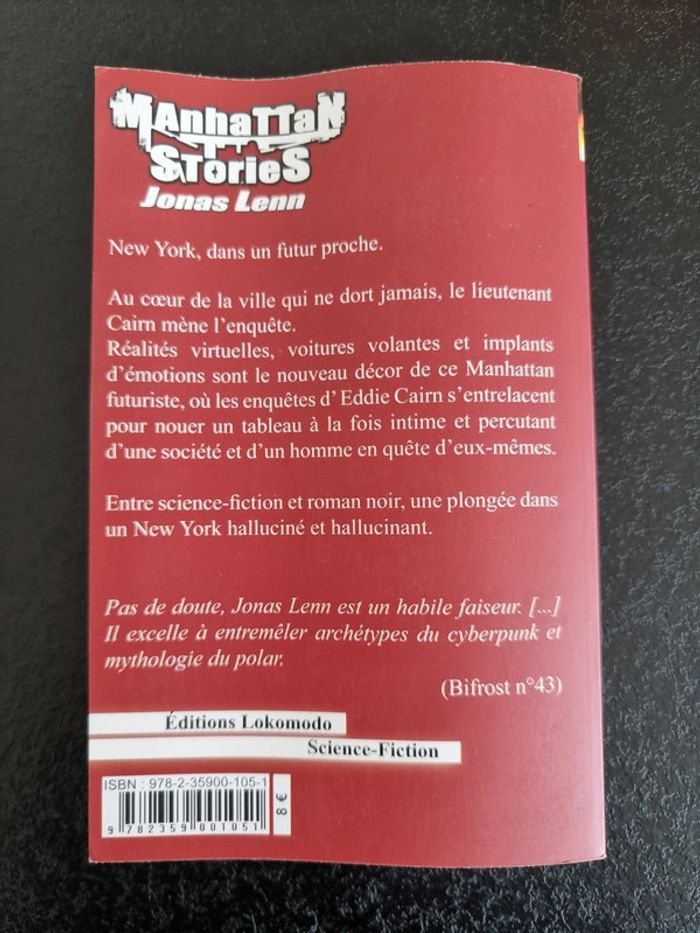 MAnhaTTaN
STorieS
Jonas Lenn
New York, dans un futur proche.
Au cœur de la ville qui ne dort jamais, le lieutenant
Cairn mène l'enquête.
Réalités virtuelles, voitures volantes et implants
d'émotions sont le nouveau décor de ce Manhattan
futuriste, où les enquêtes d'Eddie Cairn s'entrelacent
pour nouer un tableau à la fois intime et percutant
d'une société et d'un homme en quête d'eux-mêmes.
Entre science-fiction et roman noir, une plongée dans
un New York halluciné et hallucinant.
Pas de doute, Jonas Lenn est un habile faiseur. [...]
Il excelle à entremêler archétypes du cyberpunk et
mythologie du polar.
(Bifrost n°43)
Éditions Lokomodo
Science-Fiction
ISBN : 978-2-35900-105-1
8 €
9 782359 001051